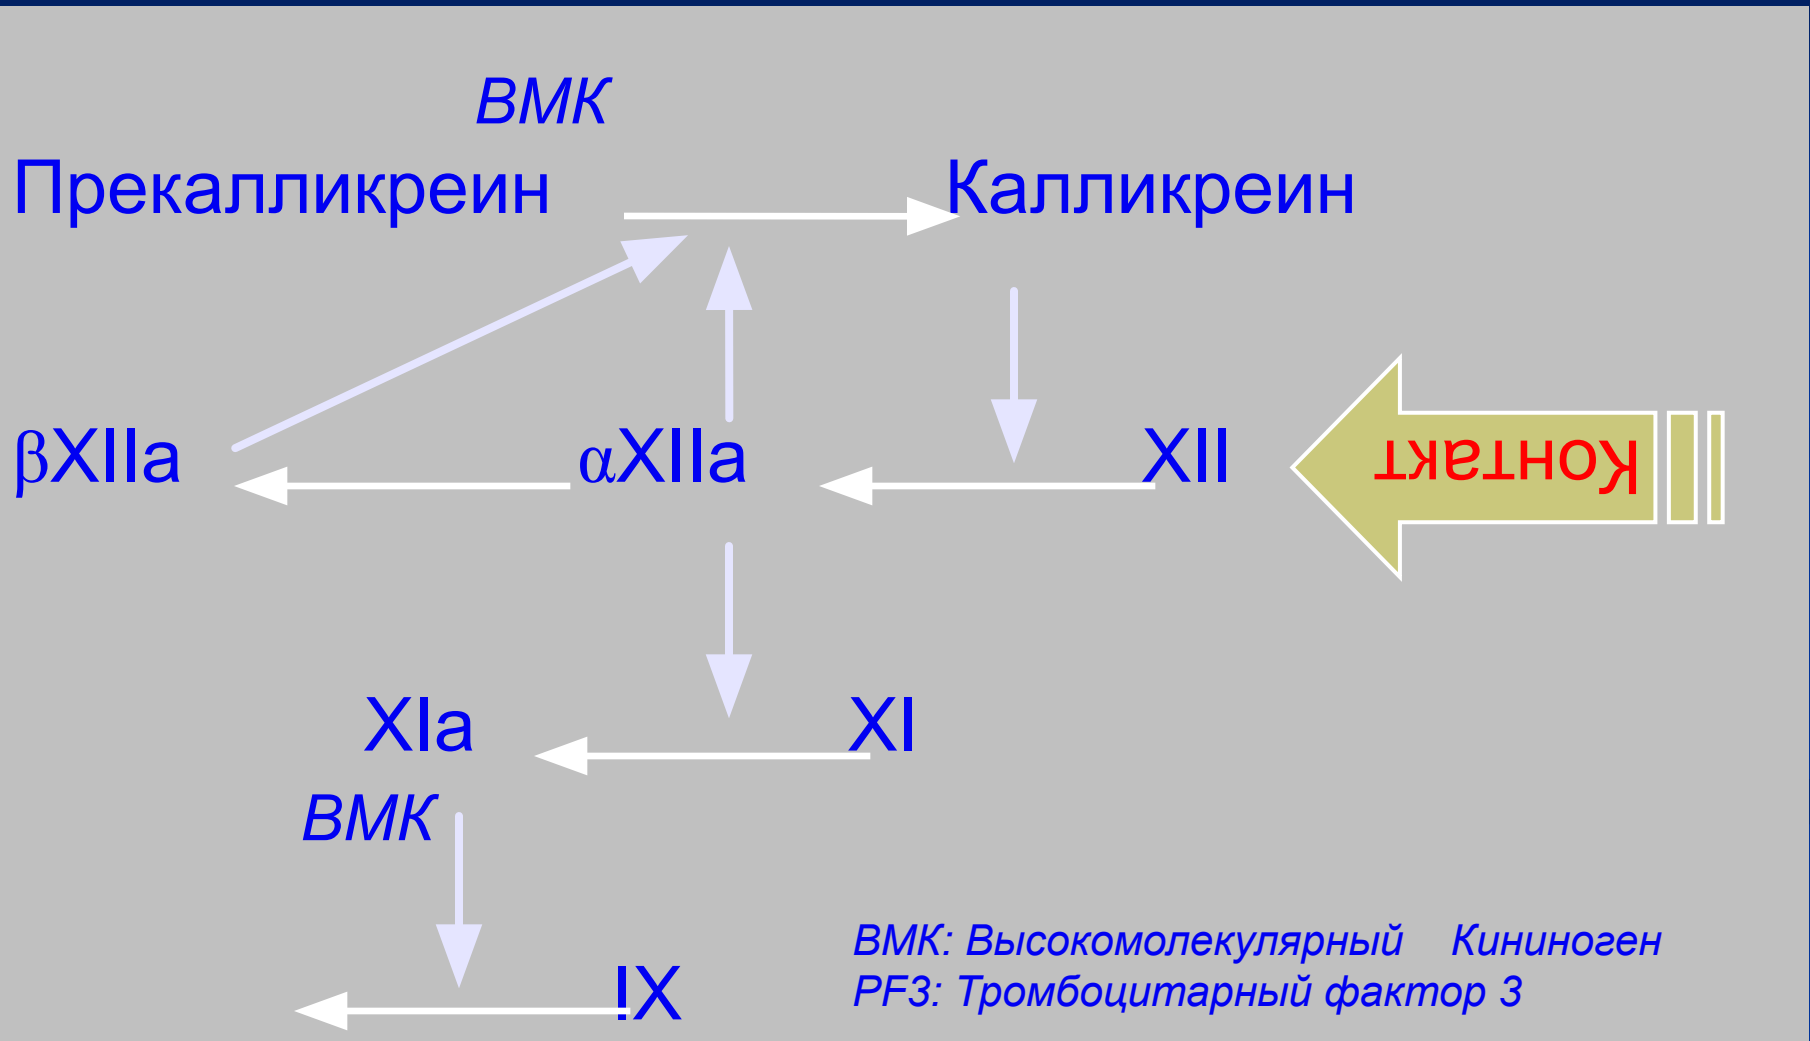 ВМК
Прекалликреин Калликреин
βXIIa αXIIa XII Контакт
XIa XI
ВМК
IX
ВМК: Высокомолекулярный Кининоген
PF3: Тромбоцитарный фактор 3